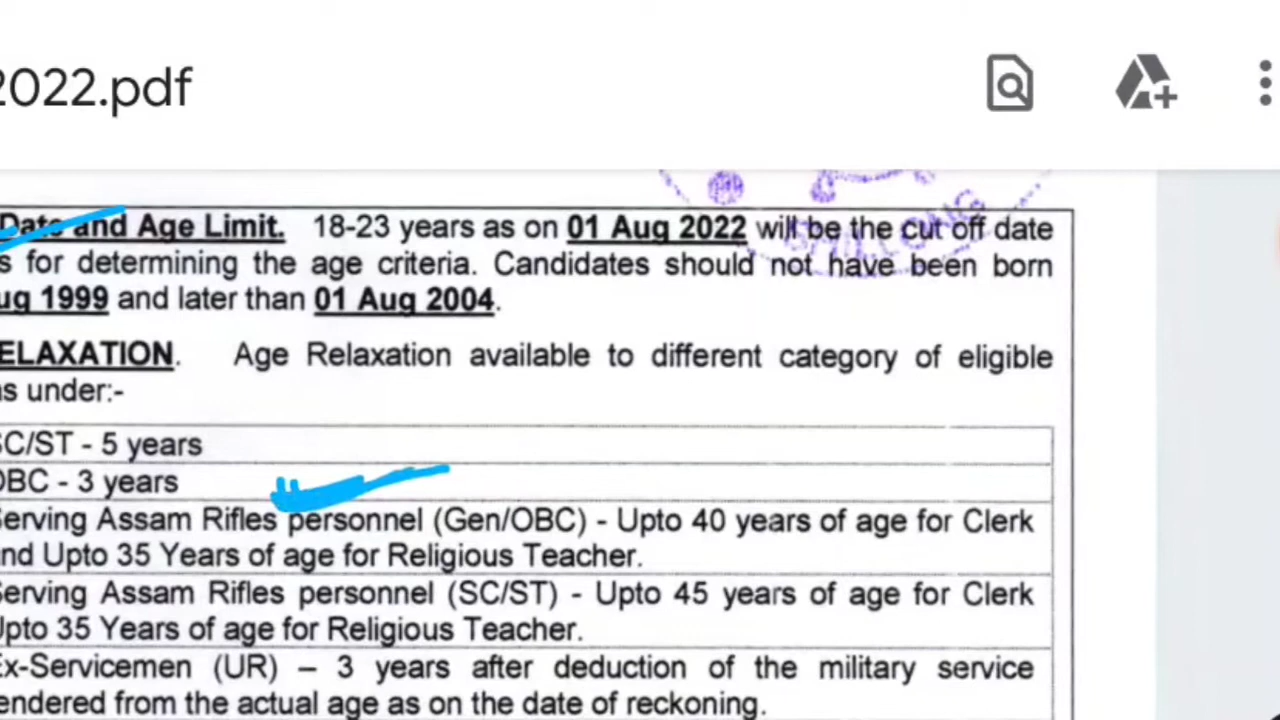 2022.pdf
SHILLONG
Date and Age Limit. 18-23 years as on 01 Aug 2022 will be the cut off date
s for determining the age criteria. Candidates should not have been born
ug 1999 and later than 01 Aug 2004.
ELAXATION. Age Relaxation available to different category of eligible
as under:-
SC/ST - 5 years
OBC - 3 years
Serving Assam Rifles personnel (Gen/OBC) - Upto 40 years of age for Clerk
nd Upto 35 Years of age for Religious Teacher.
Serving Assam Rifles personnel (SC/ST) - Upto 45 years of age for Clerk
Upto 35 Years of age for Religious Teacher.
Ex-Servicemen (UR) – 3 years after deduction of the military service
endered from the actual age as on the date of reckoning.